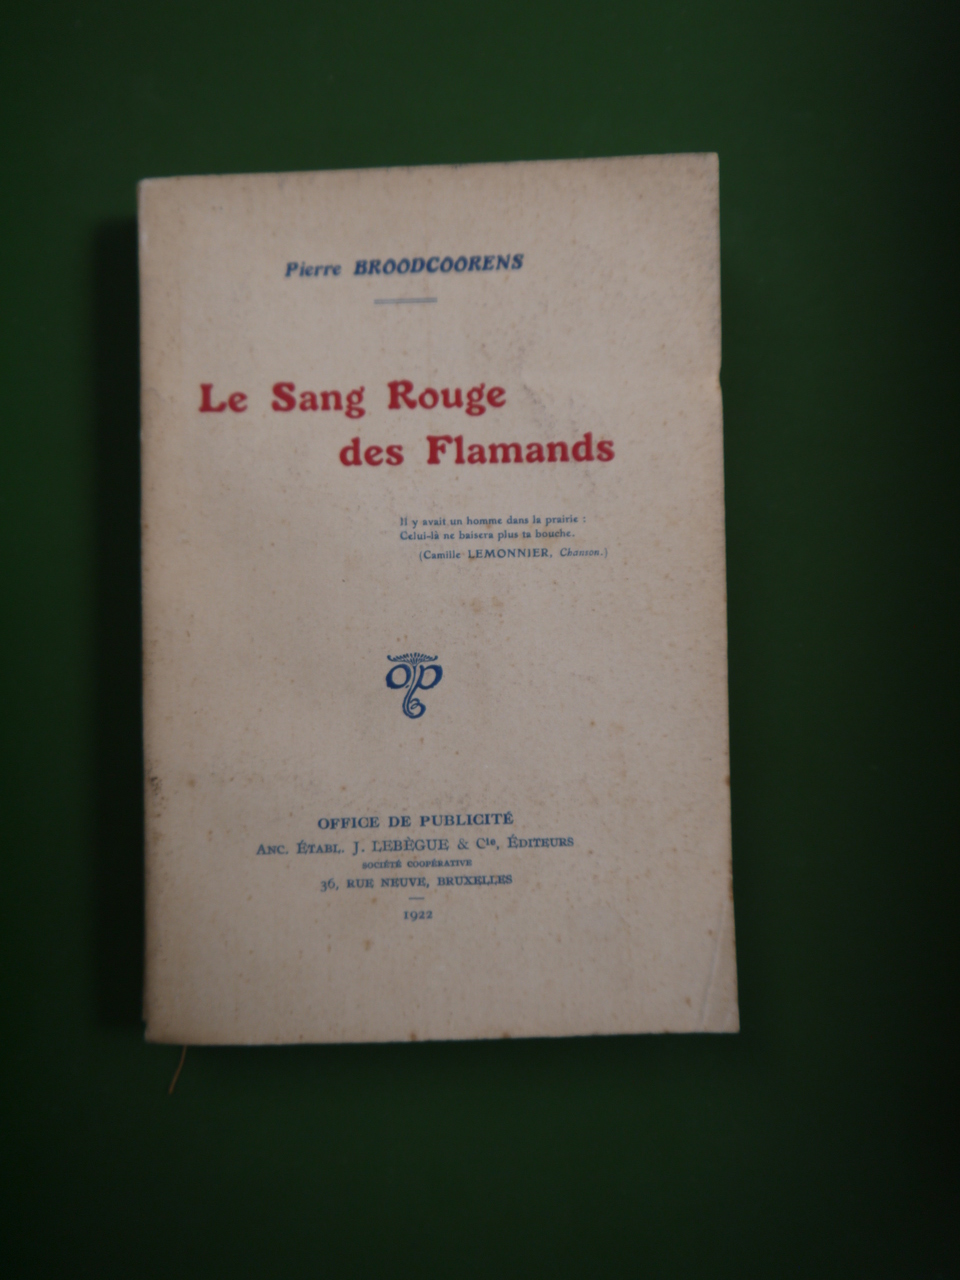 Pierre BROODCOORENS
Le Sang Rouge
des Flamands
Il y avait un homme dans la prairie :
Celui-là ne baisera plus ta bouche.
(Camille LEMONNIER, Chanson.)
OP
OFFICE DE PUBLICITÉ
ANC. ÉTABL. J. LEBÈGUE & Cie, ÉDITEURS
SOCIÉTÉ COOPÉRATIVE
36, RUE NEUVE, BRUXELLES
1922